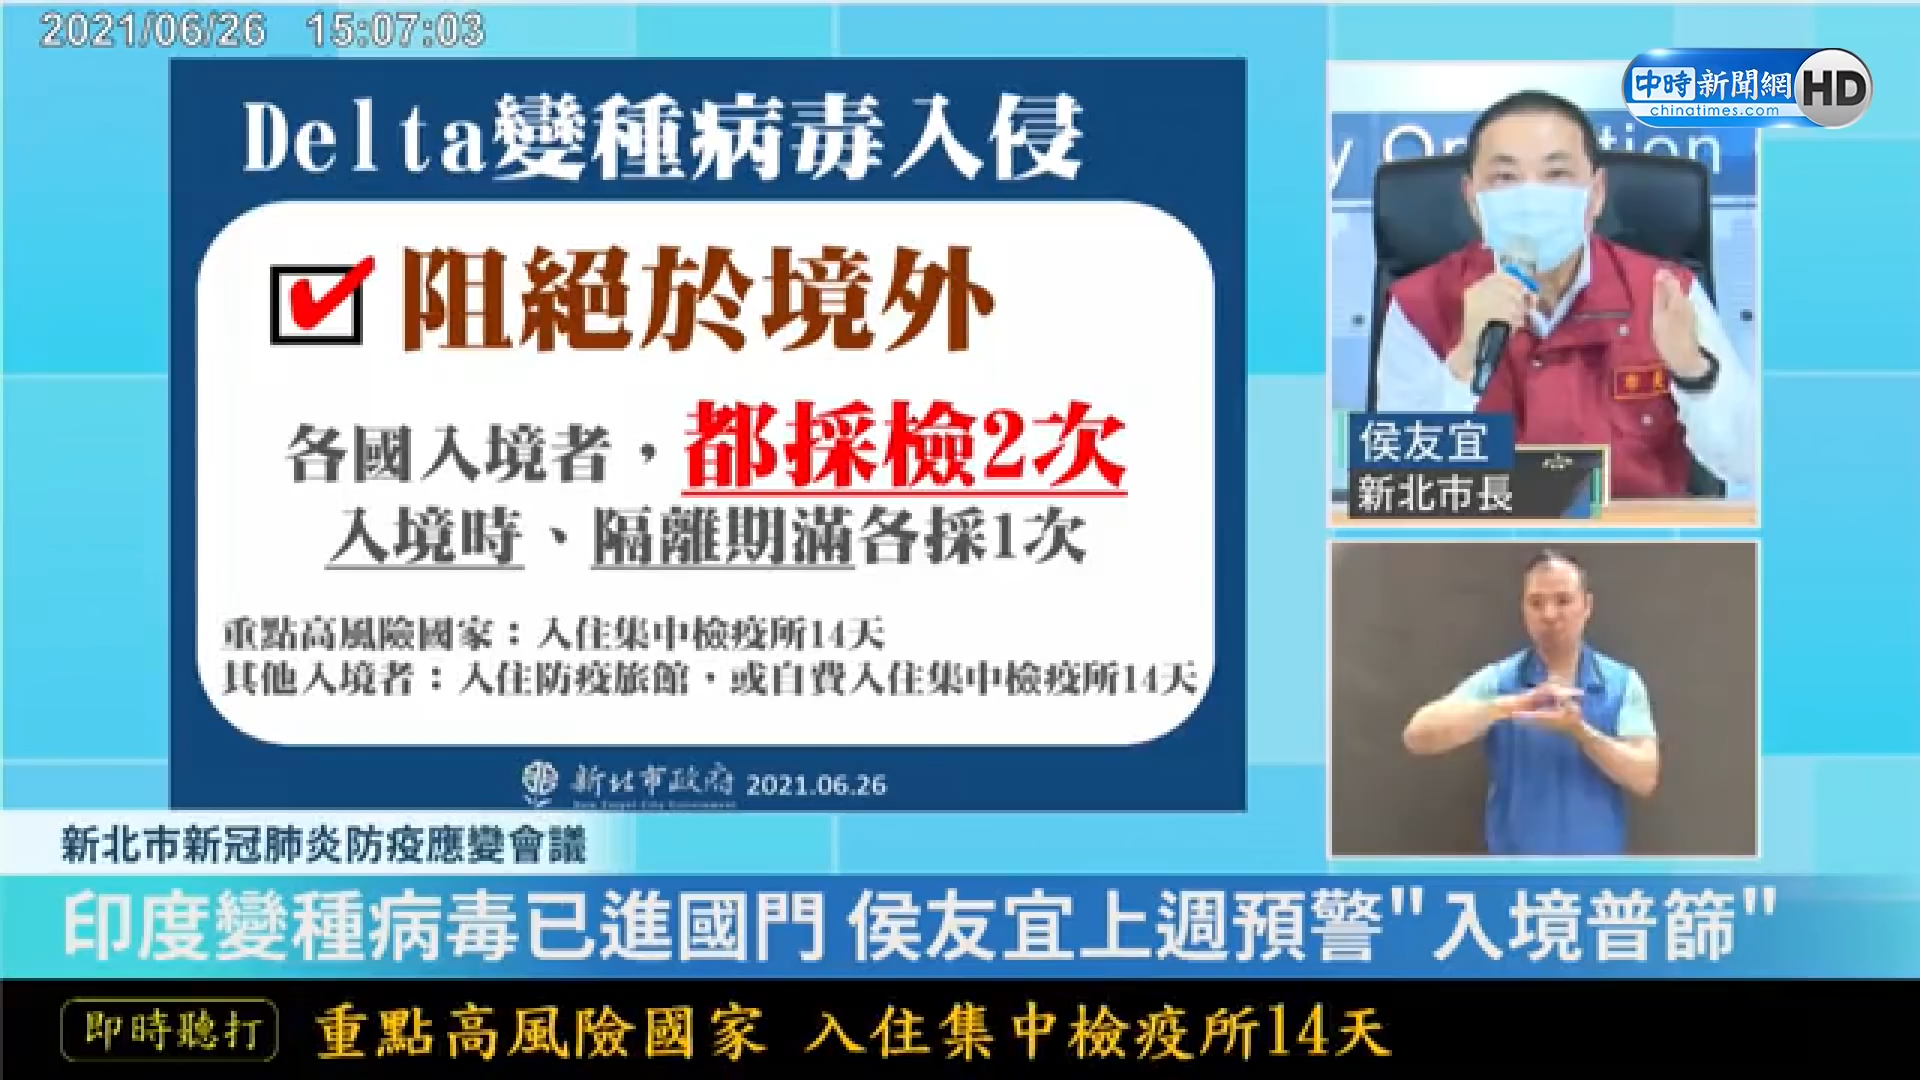 2021/06/26 15:07:03
中時新聞網HD
chinatimes.com
Delta變種病毒入侵
阻絕於境外
各國入境者，都採檢2次
入境時、隔離期滿各採1次
重點高風險國家：入住集中檢疫所14天
其他入境者：入住防疫旅館，或自費入住集中檢疫所14天
新北市政府 2021.06.26
侯友宜
新北市長
新北市新冠肺炎防疫應變會議
印度變種病毒已進國門 侯友宜上週預警"入境普篩"
即時聽打 重點高風險國家 入住集中檢疫所14天